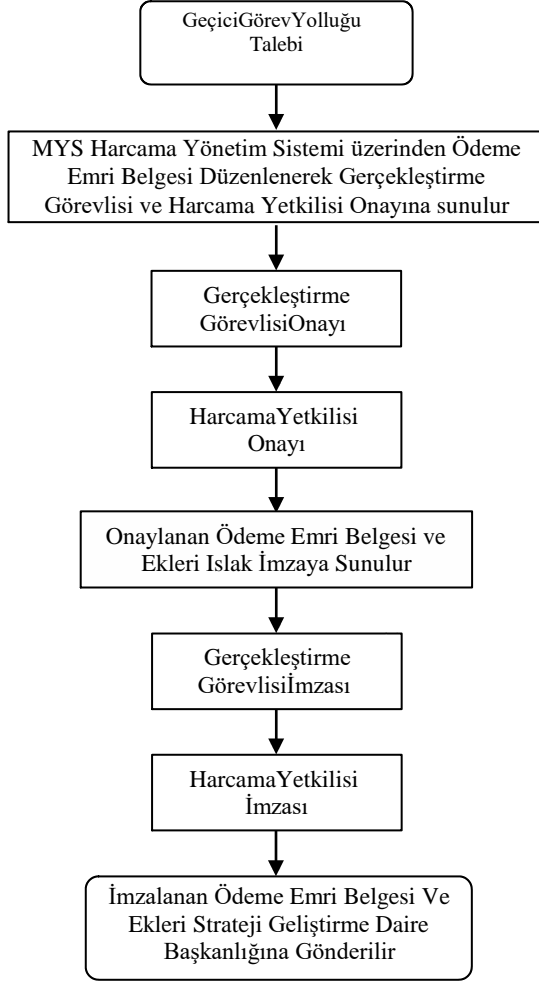 GeçiciGörevYolluğu
Talebi
MYS Harcama Yönetim Sistemi üzerinden Ödeme
Emri Belgesi Düzenlenerek Gerçekleştirme
Görevlisi ve Harcama Yetkilisi Onayına sunulur
Gerçekleştirme
GörevlisiOnayı
HarcamaYetkilisi
Onayı
Onaylanan Ödeme Emri Belgesi ve
Ekleri Islak İmzaya Sunulur
Gerçekleştirme
Görevlisiİmzası
HarcamaYetkilisi
İmzası
İmzalanan Ödeme Emri Belgesi Ve
Ekleri Strateji Geliştirme Daire
Başkanlığına Gönderilir